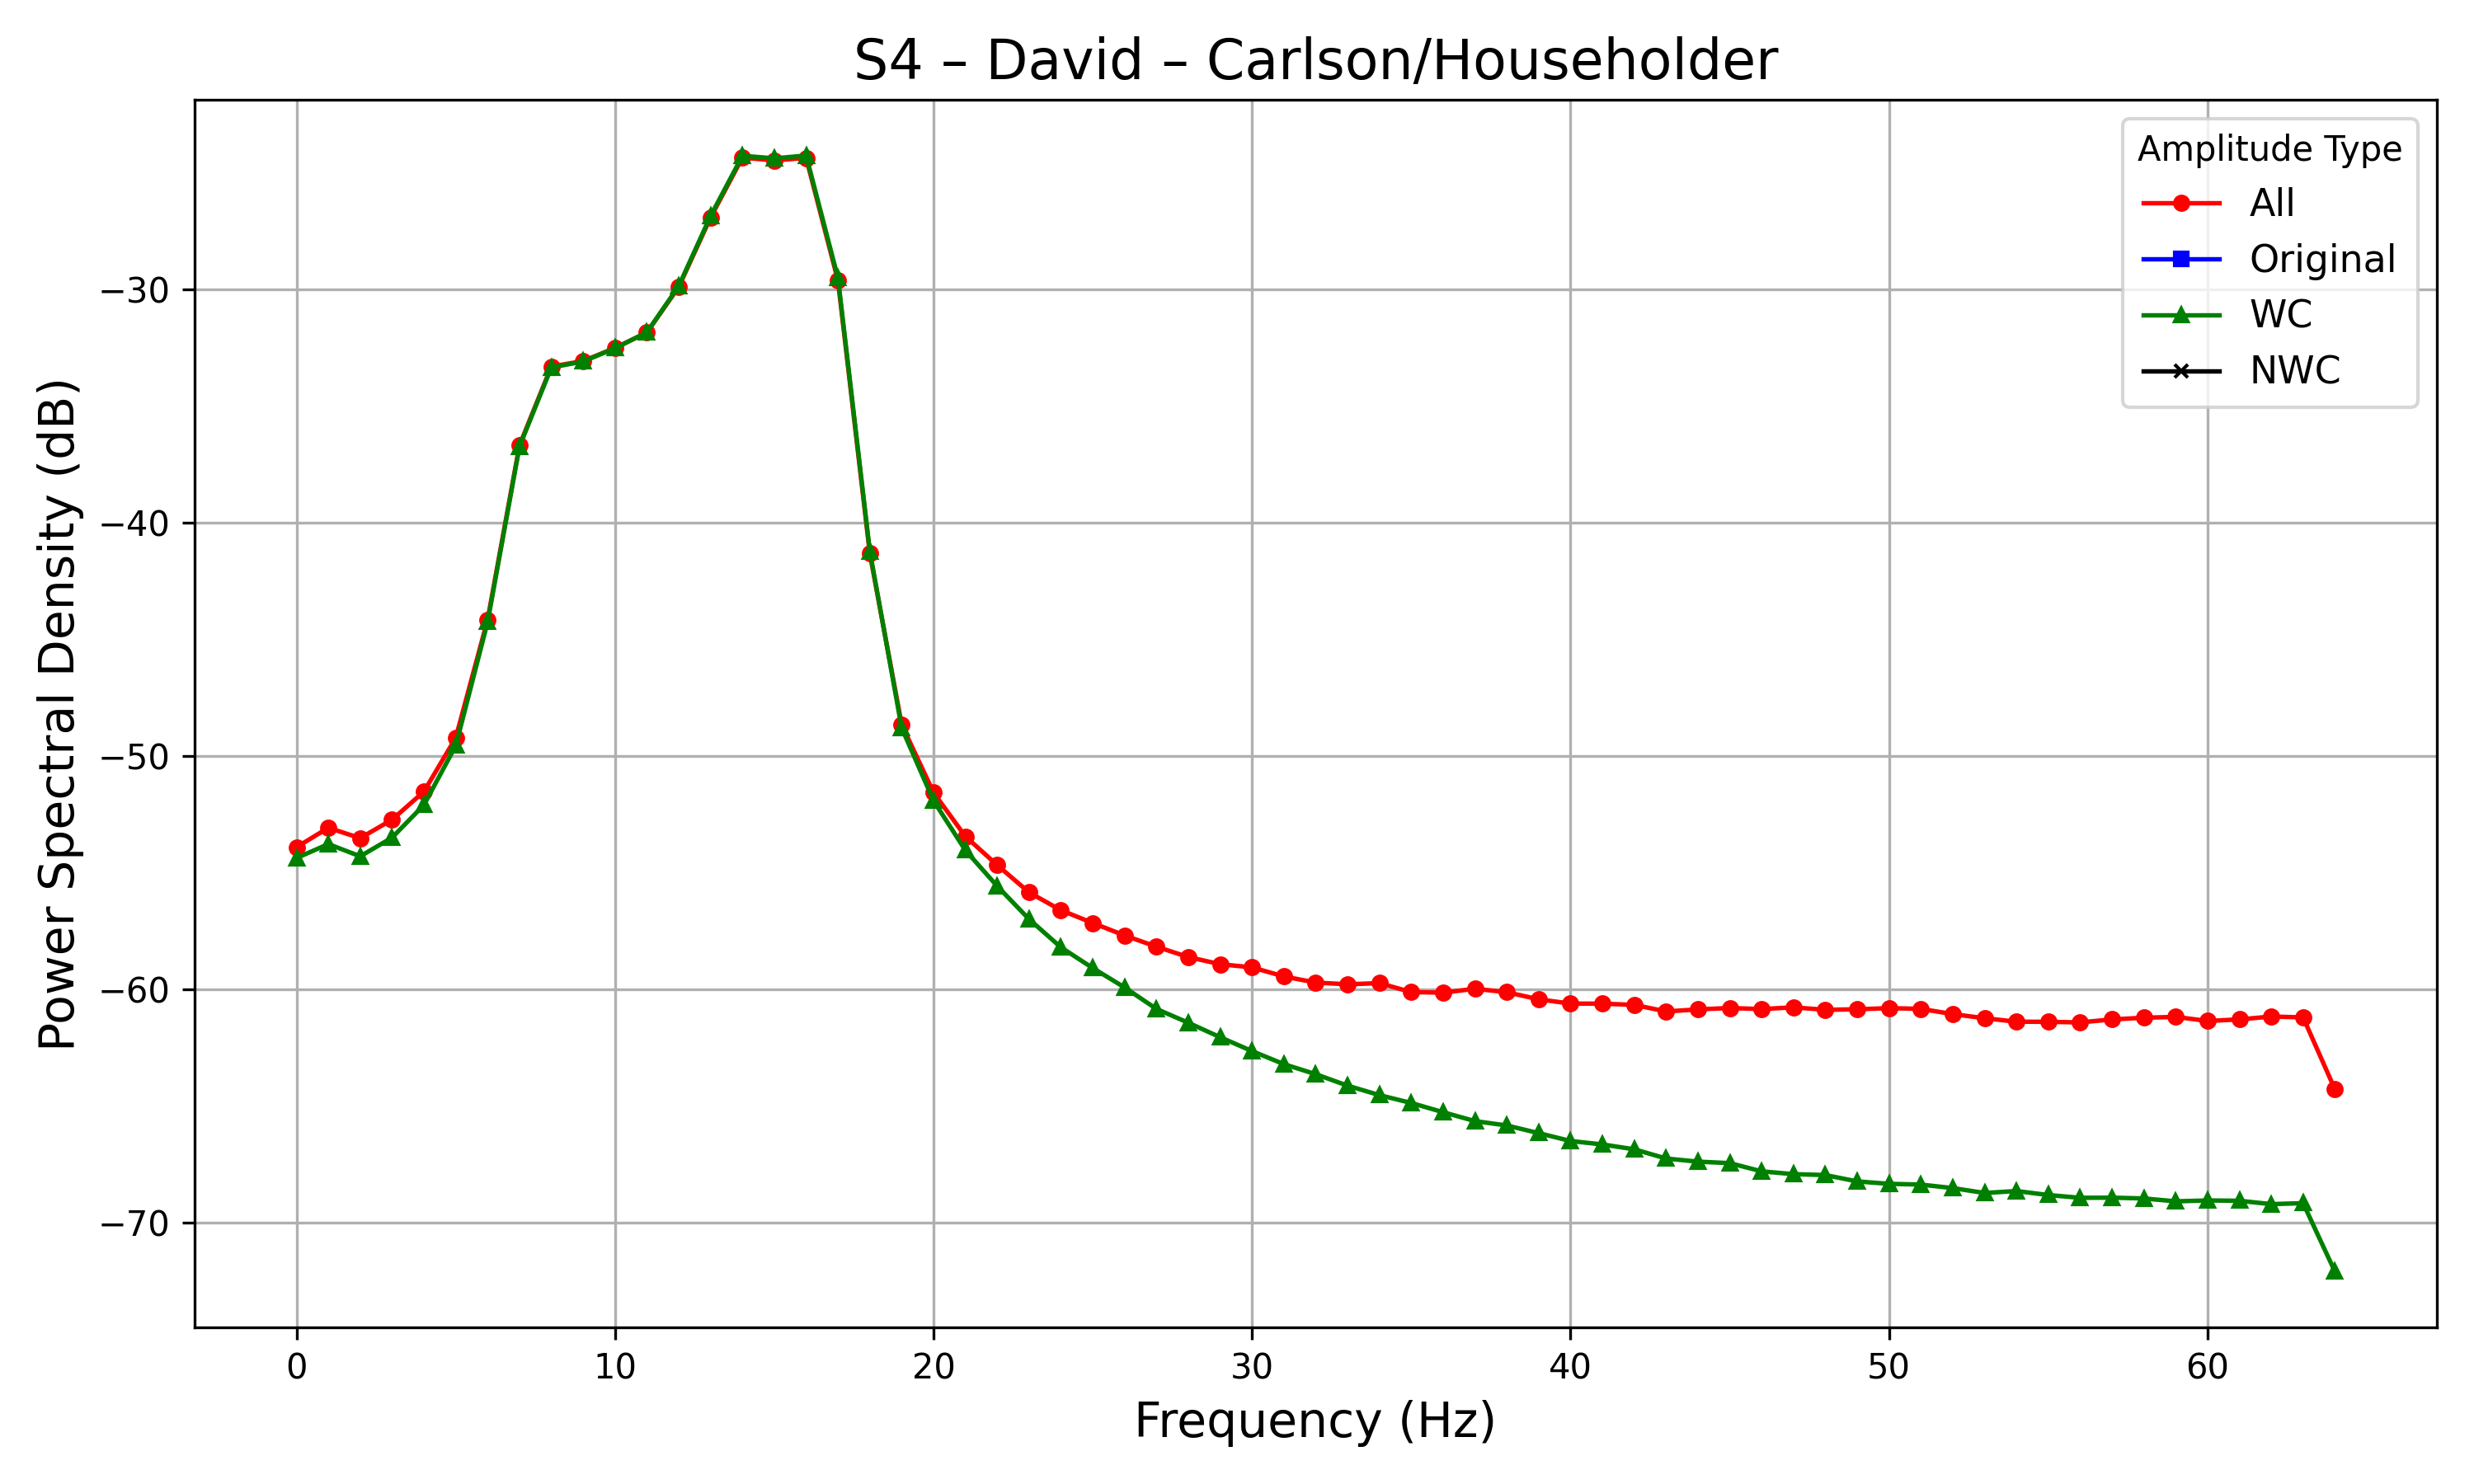 S4 – David – Carlson/Householder
Amplitude Type
All
Original
WC
NWC
Power Spectral Density (dB)
−30
−40
−50
−60
−70
0 10 20 30 40 50 60
Frequency (Hz)